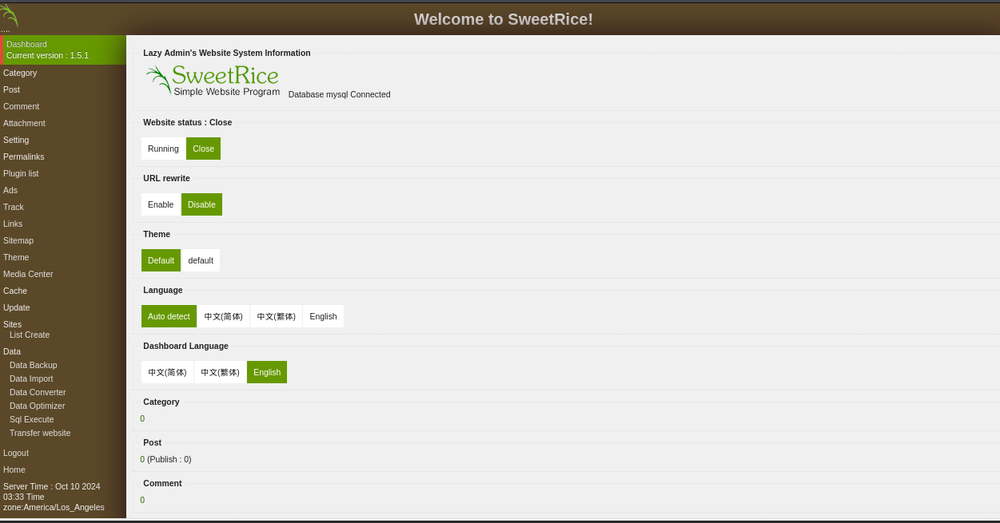 Welcome to SweetRice!
....
Dashboard
Current version : 1.5.1
Category
Post
Comment
Attachment
Setting
Permalinks
Plugin list
Ads
Track
Links
Sitemap
Theme
Media Center
Cache
Update
Sites
List Create
Data
Data Backup
Data Import
Data Converter
Data Optimizer
Sql Execute
Transfer website
Logout
Home
Server Time : Oct 10 2024
03:33 Time
zone:America/Los_Angeles
Lazy Admin's Website System Information
SweetRice
Simple Website Program
Database mysql Connected
Website status : Close
Running Close
URL rewrite
Enable Disable
Theme
Default default
Language
Auto detect 中文(简体) 中文(繁体) English
Dashboard Language
中文(简体) 中文(繁体) English
Category
0
Post
0 (Publish : 0)
Comment
0